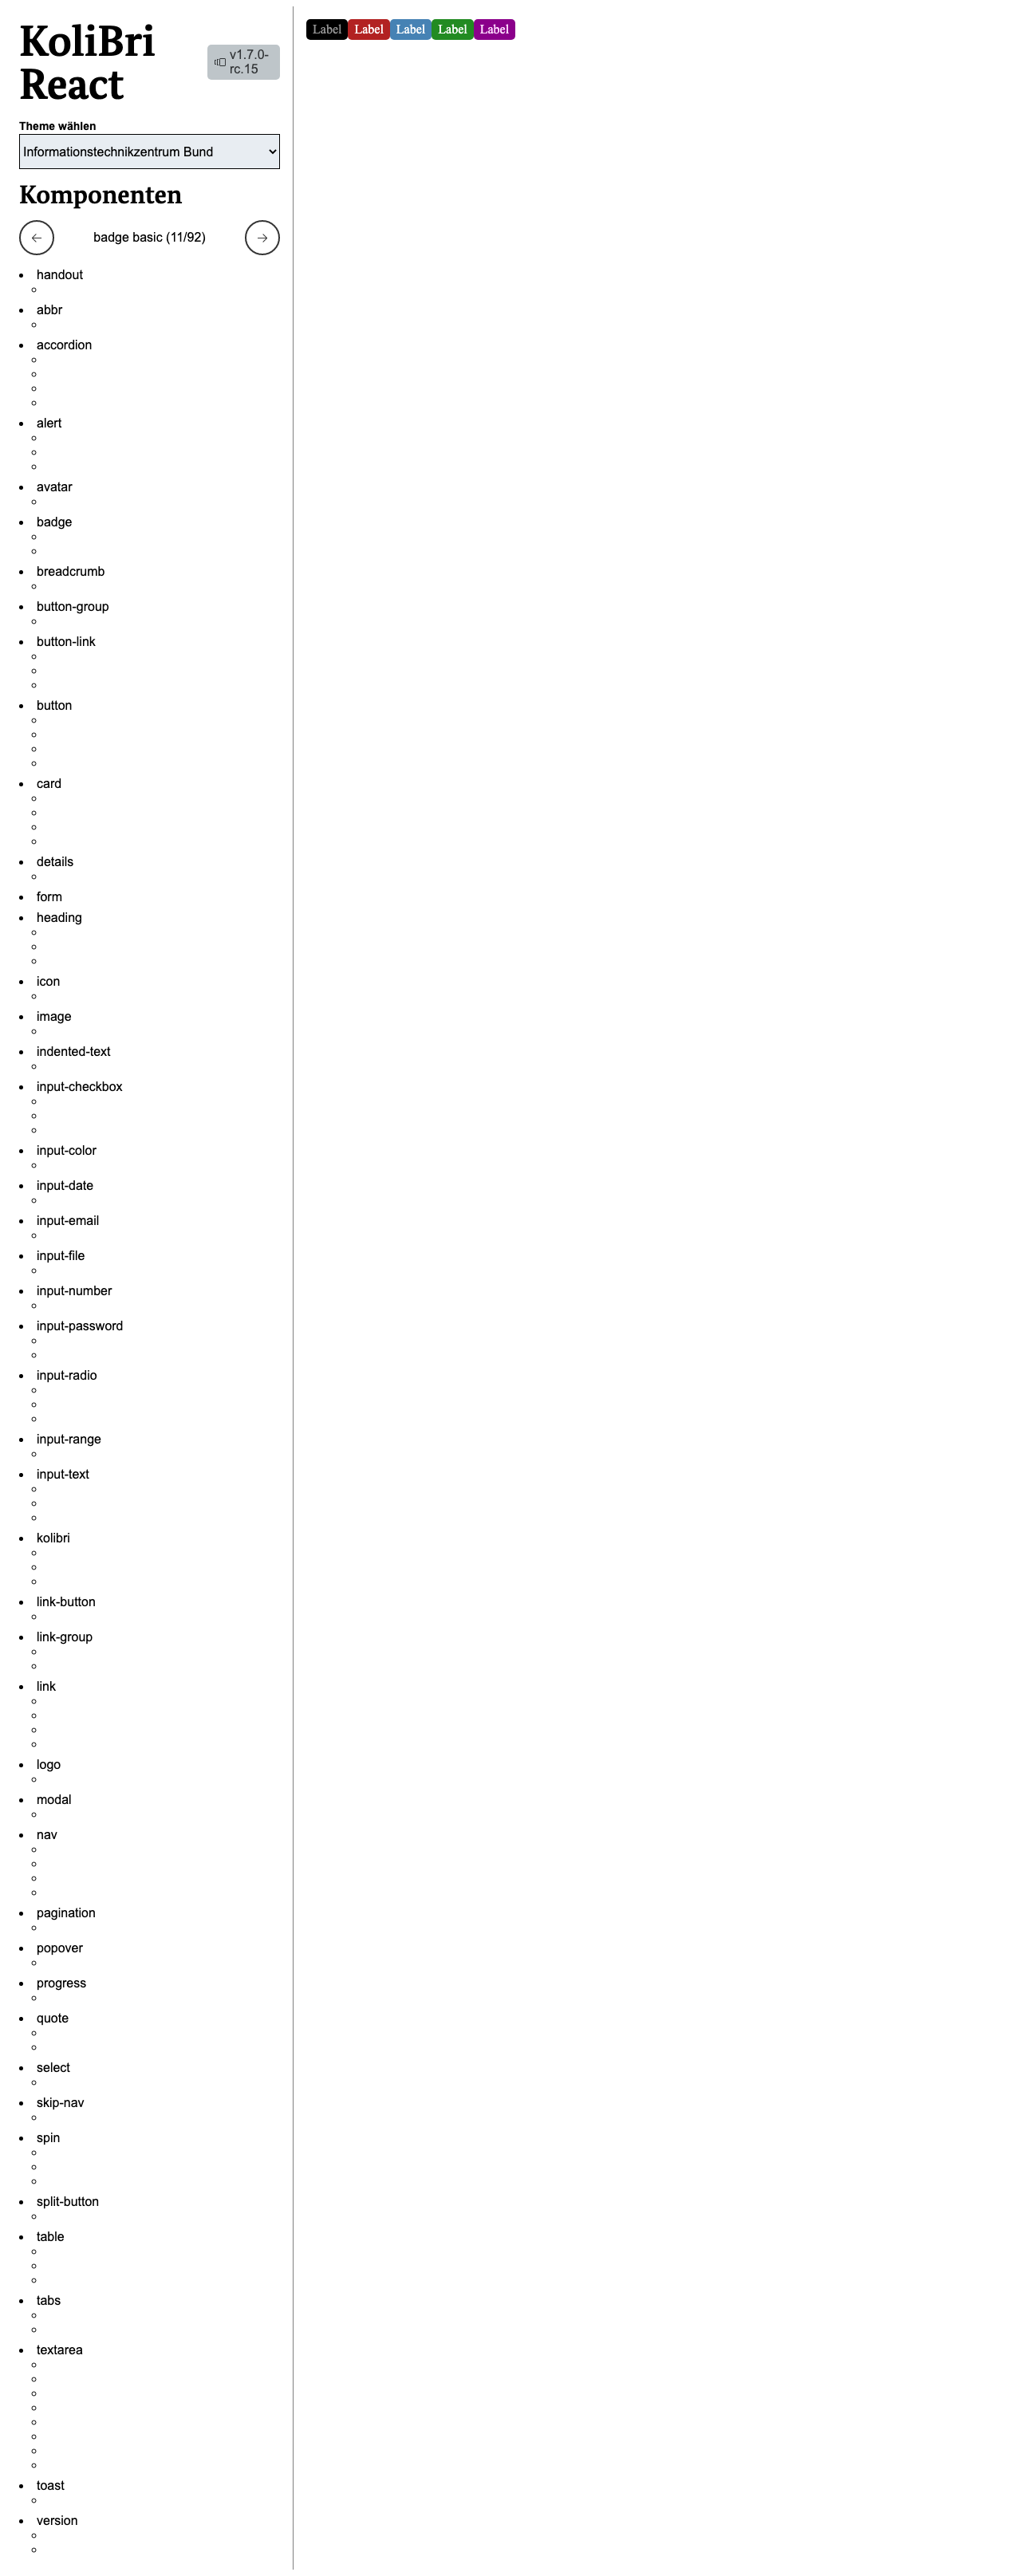 KoliBri
React
v1.7.0-
rc.15
Theme wählen
Informationstechnikzentrum Bund
Komponenten
badge basic (11/92)
handout
abbr
accordion
alert
avatar
badge
breadcrumb
button-group
button-link
button
card
details
form
heading
icon
image
indented-text
input-checkbox
input-color
input-date
input-email
input-file
input-number
input-password
input-radio
input-range
input-text
kolibri
link-button
link-group
link
logo
modal
nav
pagination
popover
progress
quote
select
skip-nav
spin
split-button
table
tabs
textarea
toast
version
Label Label Label Label Label